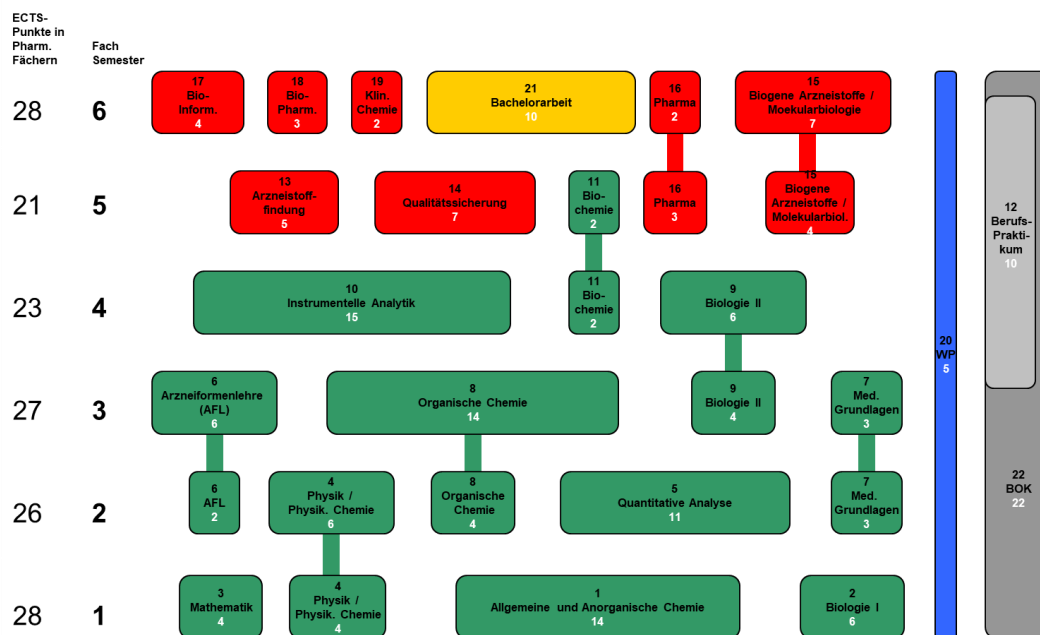 ECTS-
Punkte in
Pharm.
Fächern
Fach
Semester
28
6
17
Bio-
Inform.
4
18
Bio-
Pharm.
3
19
Klin.
Chemie
2
21
Bachelorarbeit
10
16
Pharma
2
15
Biogene Arzneistoffe /
Moekularbiologie
7
21
5
13
Arzneistoff-
findung
5
14
Qualitätssicherung
7
11
Bio-
chemie
2
16
Pharma
3
15
Biogene
Arzneistoffe /
Molekularbiol.
4
23
4
10
Instrumentelle Analytik
15
11
Bio-
chemie
2
9
Biologie II
6
27
3
6
Arzneiformenlehre
(AFL)
6
8
Organische Chemie
14
9
Biologie II
4
7
Med.
Grundlagen
3
26
2
6
AFL
2
4
Physik /
Physik. Chemie
6
8
Organische
Chemie
4
5
Quantitative Analyse
11
7
Med.
Grundlagen
3
28
1
3
Mathematik
4
4
Physik /
Physik. Chemie
4
1
Allgemeine und Anorganische Chemie
14
2
Biologie I
6
20
WP
5
12
Berufs-
Prakti-
kum
10
22
BOK
22